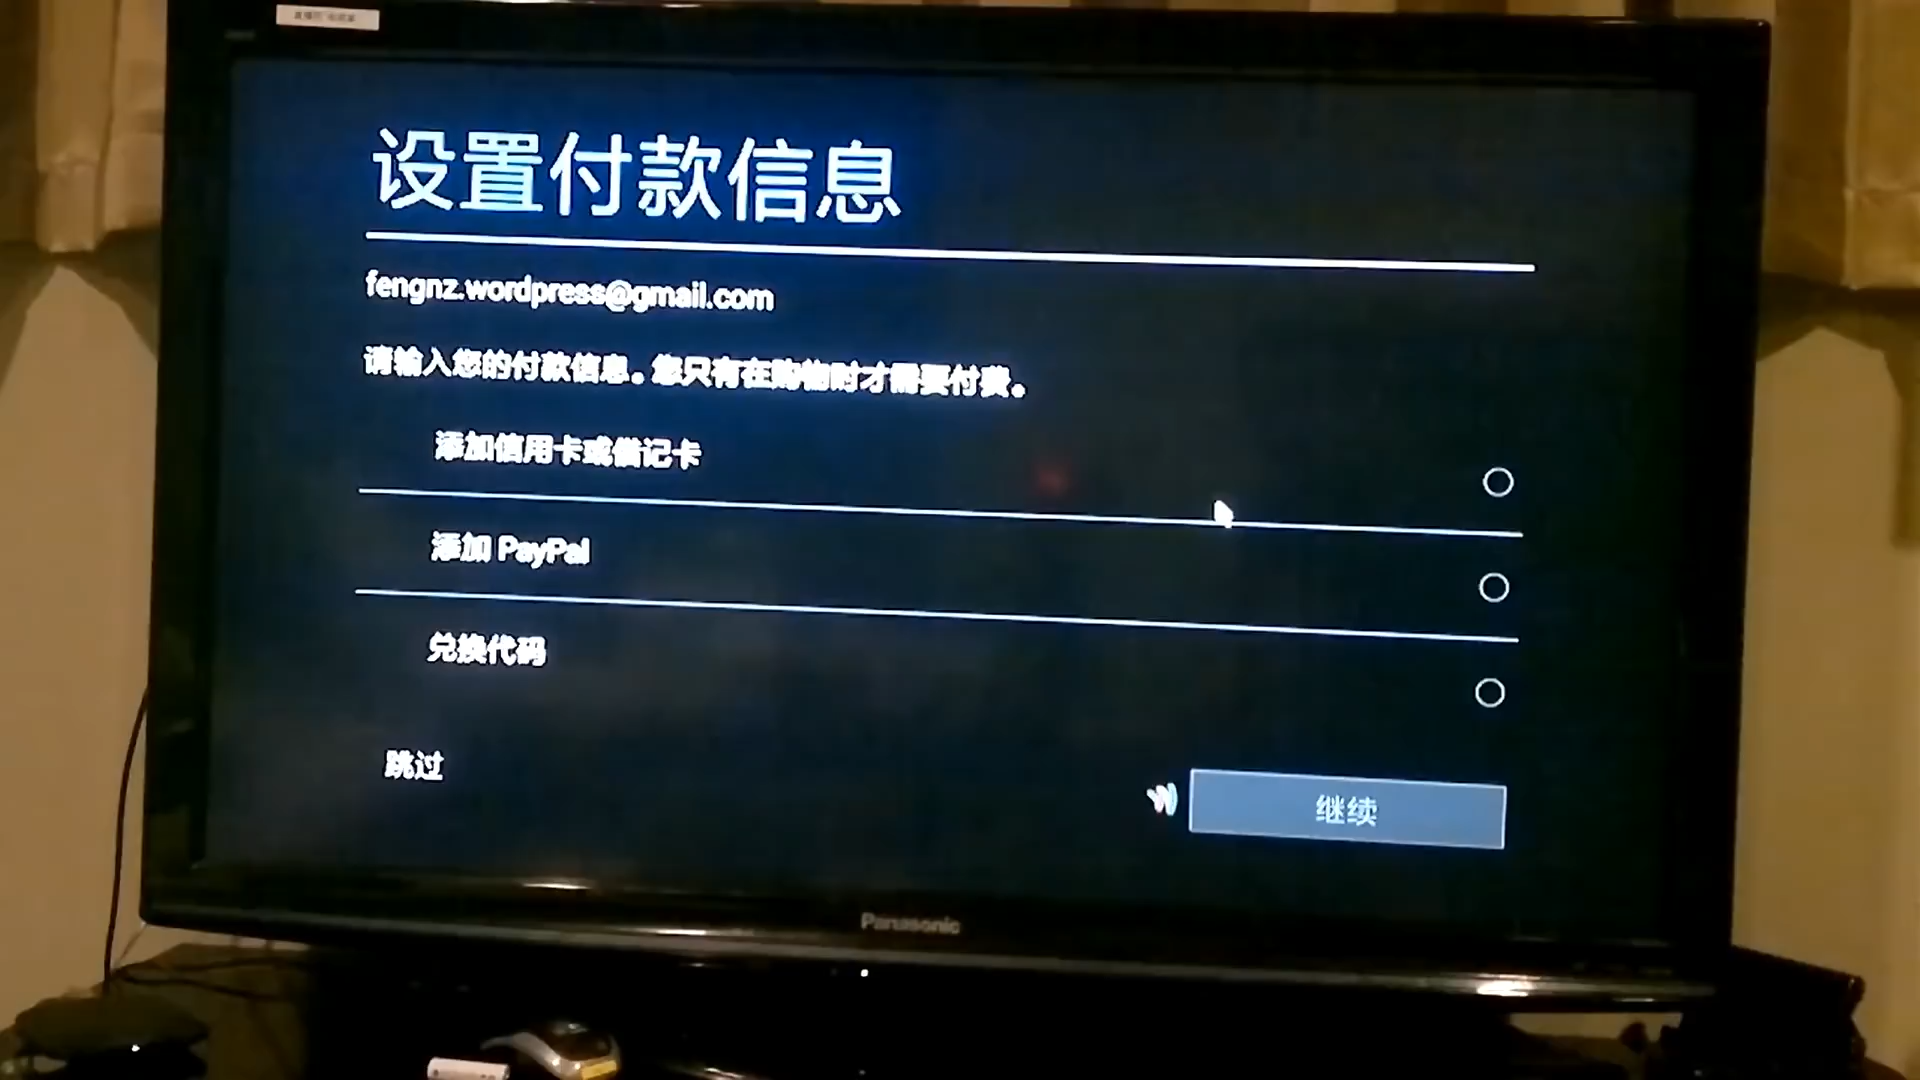 设置付款信息
fengnz.wordpress@gmail.com
请输入您的付款信息。您只有在购物时才需要付费。
添加信用卡或借记卡
添加 PayPal
兑换代码
跳过
继续
Panasonic